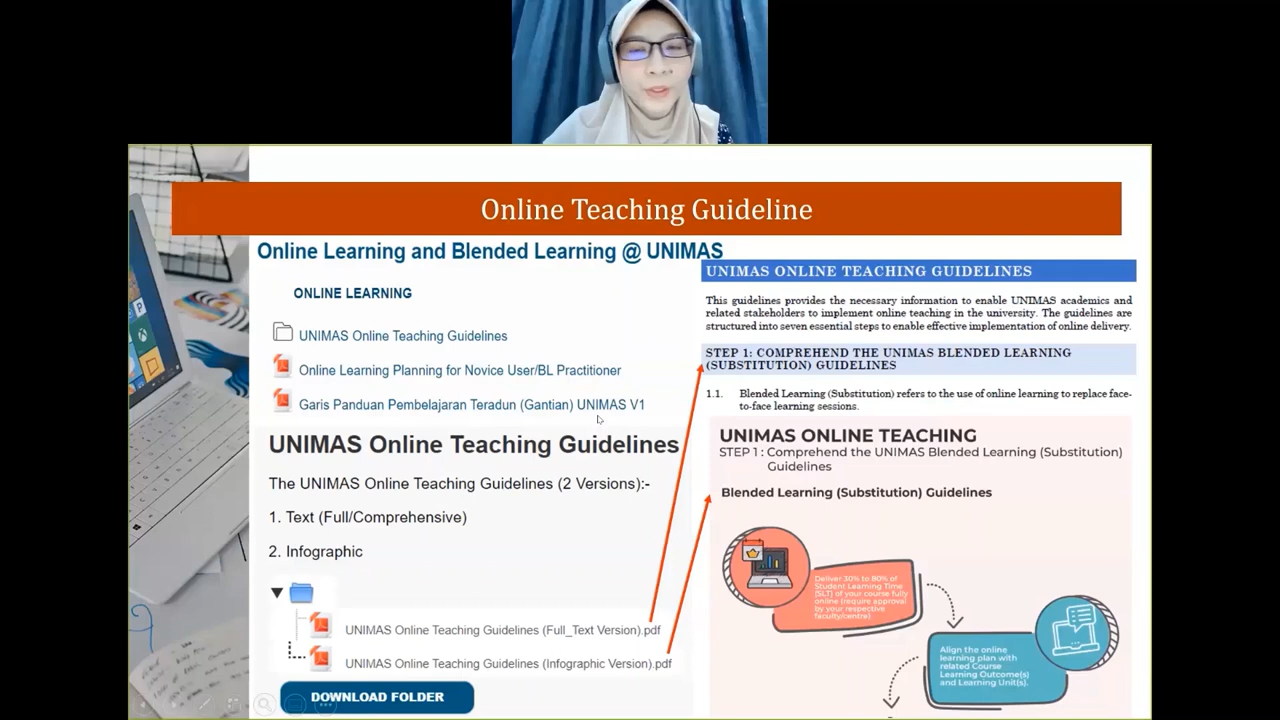 Online Teaching Guideline
Online Learning and Blended Learning @ UNIMAS
ONLINE LEARNING
UNIMAS Online Teaching Guidelines
Online Learning Planning for Novice User/BL Practitioner
Garis Panduan Pembelajaran Teradun (Gantian) UNIMAS V1
UNIMAS Online Teaching Guidelines
The UNIMAS Online Teaching Guidelines (2 Versions):-
1. Text (Full/Comprehensive)
2. Infographic
UNIMAS Online Teaching Guidelines (Full_Text Version).pdf
UNIMAS Online Teaching Guidelines (Infographic Version).pdf
DOWNLOAD FOLDER
UNIMAS ONLINE TEACHING GUIDELINES
This guidelines provides the necessary information to enable UNIMAS academics and
related stakeholders to implement online teaching in the university. The guidelines are
structured into seven essential steps to enable effective implementation of online delivery.
STEP 1: COMPREHEND THE UNIMAS BLENDED LEARNING
(SUBSTITUTION) GUIDELINES
1.1. Blended Learning (Substitution) refers to the use of online learning to replace face-
to-face learning sessions.
UNIMAS ONLINE TEACHING
STEP 1 : Comprehend the UNIMAS Blended Learning (Substitution)
Guidelines
Blended Learning (Substitution) Guidelines
Deliver 30% to 80% of
Student Learning Time
(SLT) of your course fully
online (require approval
by your respective
faculty/centre)
Align the online
learning plan with
related Course
Learning Outcome(s)
and Learning Unit(s).